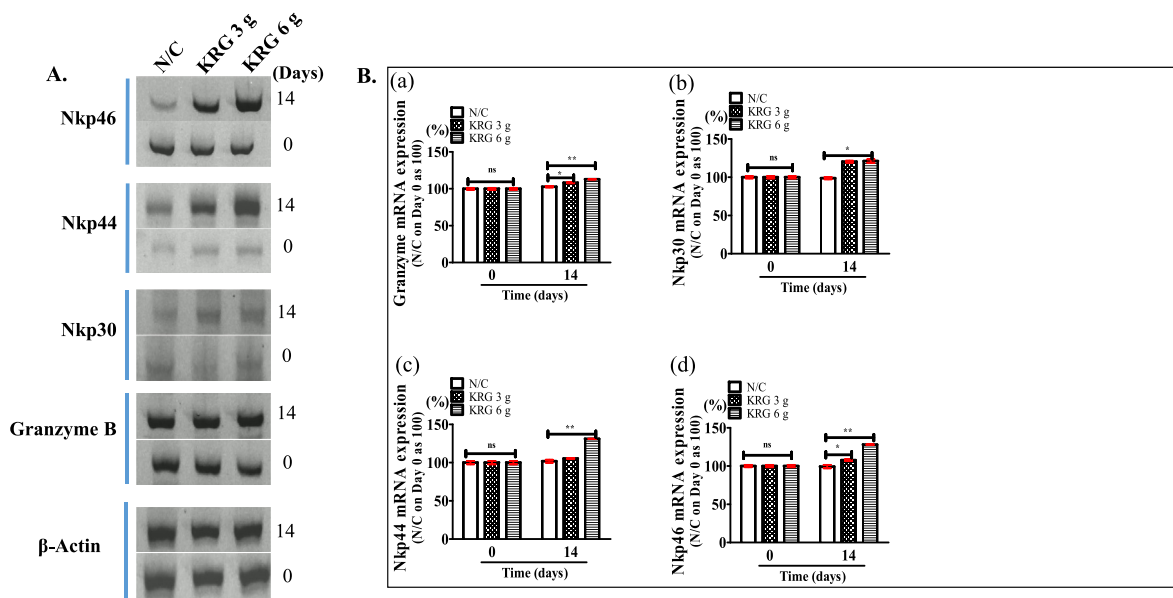 A.
N/C
KRG 3 g
KRG 6 g
(Days)
Nkp46
14
0
Nkp44
14
0
Nkp30
14
0
Granzyme B
14
0
β-Actin
14
0
B.
(a)
N/C
KRG 3 g
KRG 6 g
(%)
Granzyme mRNA expression
(N/C on Day 0 as 100)
150
100
50
0
ns
*
**
0
14
Time (days)
(b)
N/C
KRG 3 g
KRG 6 g
(%)
Nkp30 mRNA expression
(N/C on Day 0 as 100)
150
100
50
0
ns
*
0
14
Time (days)
(c)
N/C
KRG 3 g
KRG 6 g
(%)
Nkp44 mRNA expression
(N/C on Day 0 as 100)
150
100
50
0
ns
**
0
14
Time (days)
(d)
N/C
KRG 3 g
KRG 6 g
(%)
Nkp46 mRNA expression
(N/C on Day 0 as 100)
150
100
50
0
ns
*
**
0
14
Time (days)